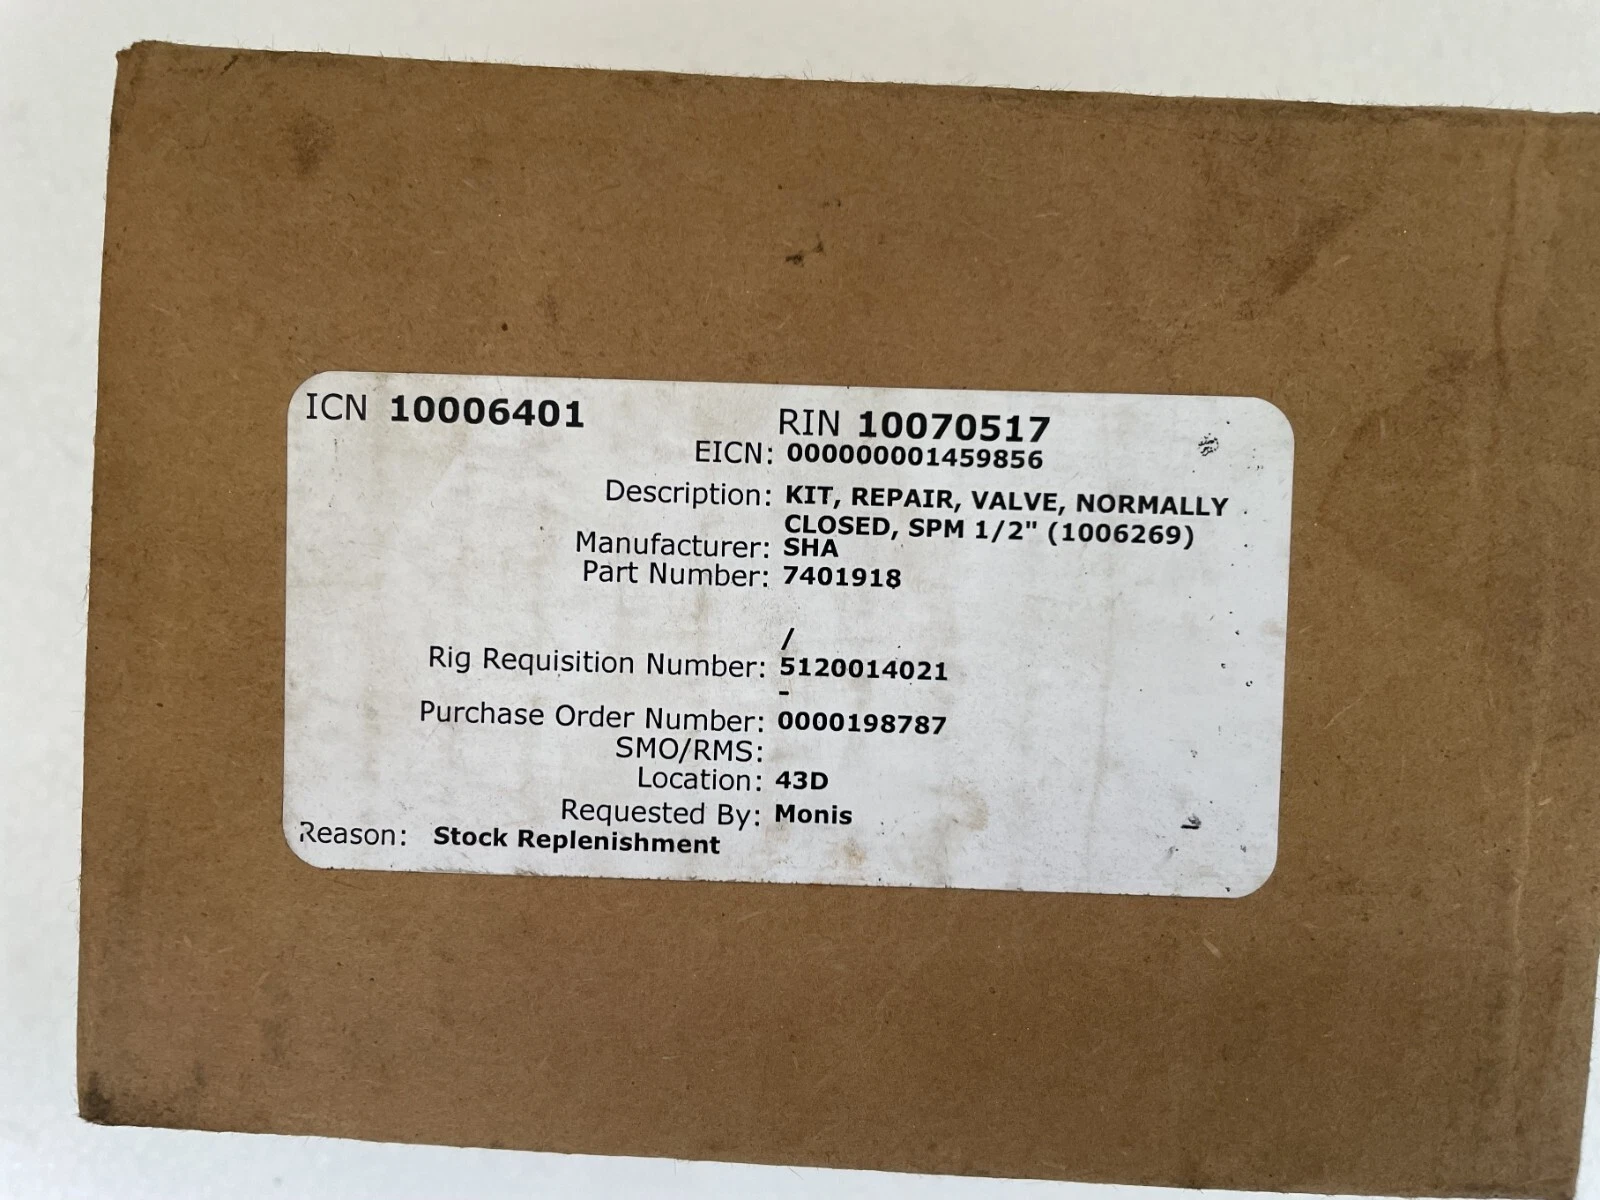 ICN 10006401 RIN 10070517
EICN: 000000001459856
Description: KIT, REPAIR, VALVE, NORMALLY
CLOSED, SPM 1/2" (1006269)
Manufacturer: SHA
Part Number: 7401918
/
Rig Requisition Number: 5120014021
-
Purchase Order Number: 0000198787
SMO/RMS:
Location: 43D
Requested By: Monis
Reason: Stock Replenishment